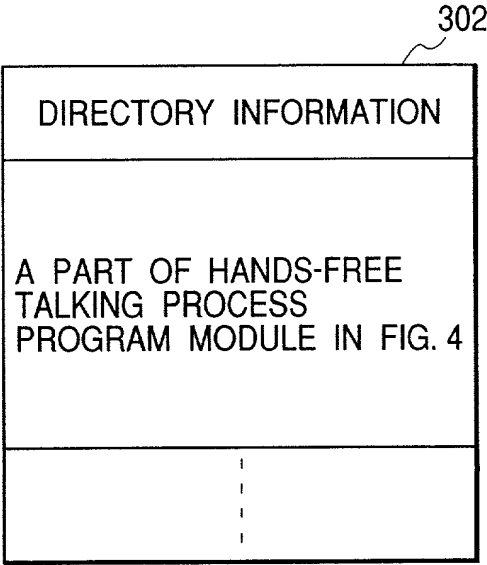 302
DIRECTORY INFORMATION
A PART OF HANDS-FREE
TALKING PROCESS
PROGRAM MODULE IN FIG. 4